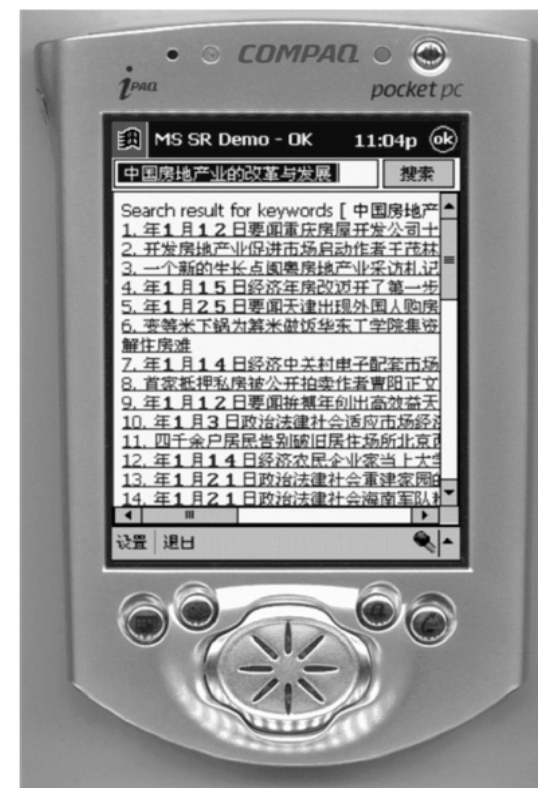 COMPAQ
iPAQ
pocket pc
MS SR Demo - OK 11:04p ok
中国房地产业的改革与发展 搜索
Search result for keywords [ 中国房地产
1. 年1月12日要闻重庆房屋开发公司十
2. 开发房地产业促进市场启动作者王茂林
3. 一个新的生长点闽粤房地产业采访札记
4. 年1月15日经济年房改迈开了第一步
5. 年1月25日要闻天津出现外国人购房
6. 变等米下锅为筹米做饭华东工学院集资
解住房难
7. 年1月14日经济中关村电子配套市场
8. 首家抵押私房被公开拍卖作者曹阳正文
9. 年1月12日要闻拚搏年创出高效益天
10. 年1月3日政治法律社会适应市场经济
11. 四千余户居民告别破旧居住场所北京西
12. 年1月14日经济农民企业家当上大学
13. 年1月21日政治法律社会重津家园的
14. 年1月21日政治法律社会海南军队
设置 退出